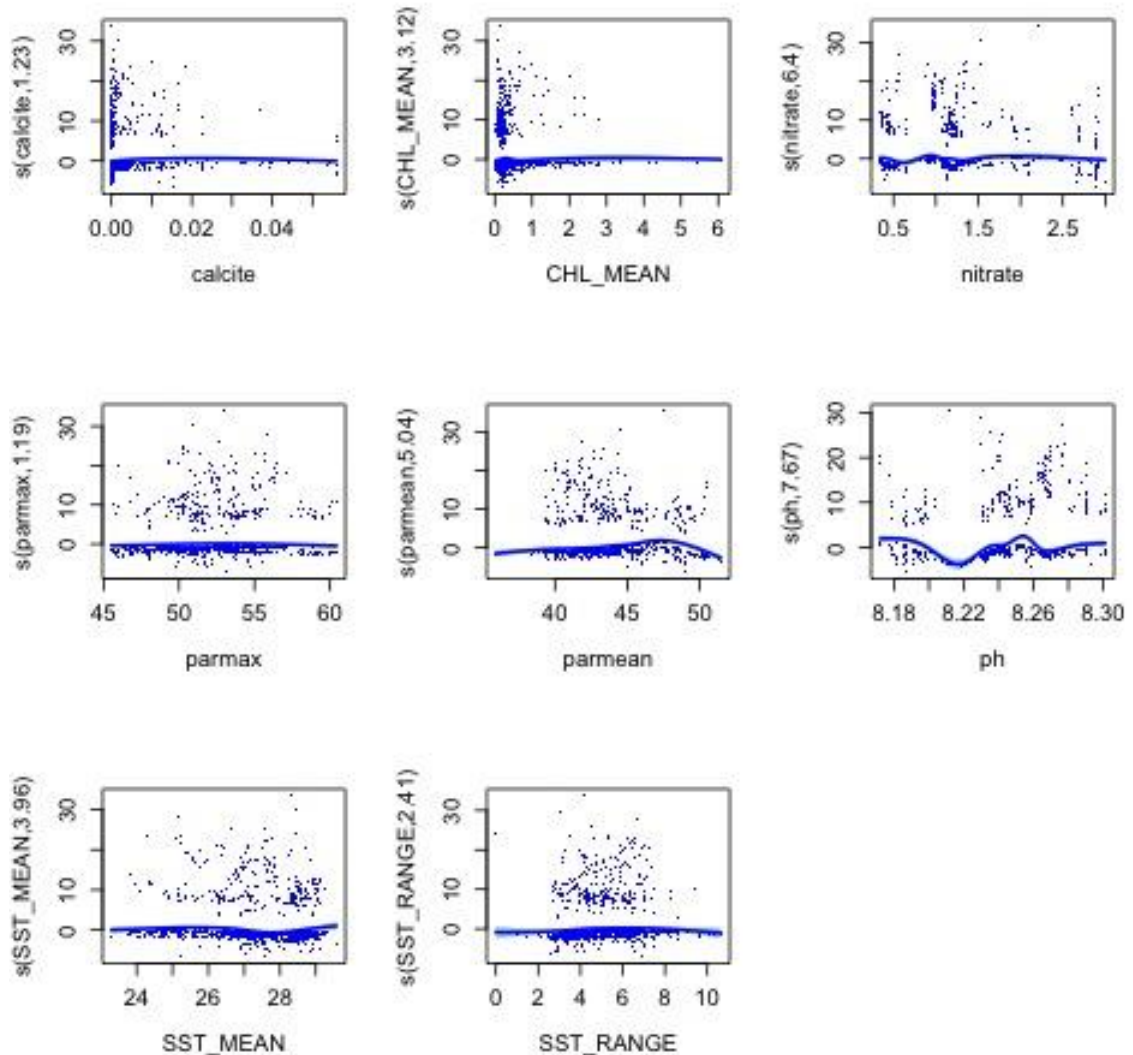 s(calcite,1.23)
30
10
0
0.00 0.02 0.04
calcite
s(CHL_MEAN,3.12)
30
10
0
0 1 2 3 4 5 6
CHL_MEAN
s(nitrate,6.4)
30
10
0
0.5 1.5 2.5
nitrate
s(parmax,1.19)
30
10
0
45 50 55 60
parmax
s(parmean,5.04)
30
10
0
40 45 50
parmean
s(ph,7.67)
30
20
10
0
8.18 8.22 8.26 8.30
ph
s(SST_MEAN,3.96)
30
10
0
24 26 28
SST_MEAN
s(SST_RANGE,2.41)
30
10
0
0 2 4 6 8 10
SST_RANGE